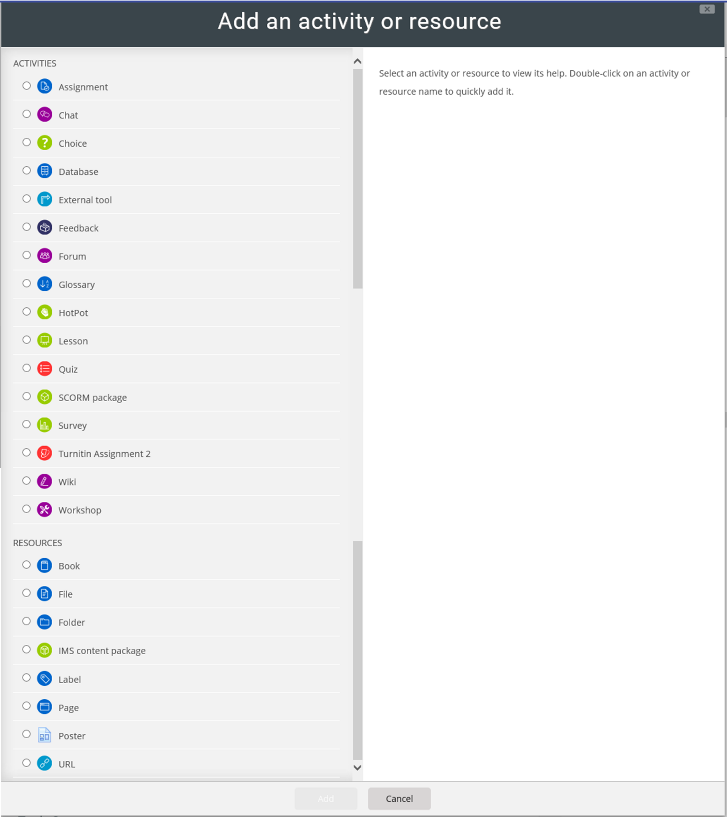 Add an activity or resource
ACTIVITIES
Assignment
Chat
Choice
Database
External tool
Feedback
Forum
Glossary
HotPot
Lesson
Quiz
SCORM package
Survey
Turnitin Assignment 2
Wiki
Workshop
RESOURCES
Book
File
Folder
IMS content package
Label
Page
Poster
URL
Select an activity or resource to view its help. Double-click on an activity or
resource name to quickly add it.
Add
Cancel